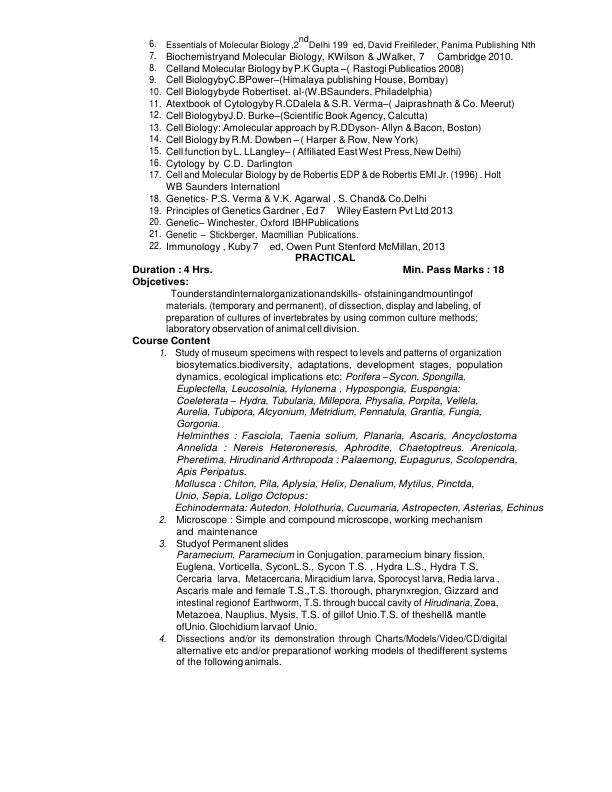 6. Essentials of Molecular Biology ,2nd Delhi 199 ed, David Freifileder, Panima Publishing Nth
7. Biochemistryand Molecular Biology, KWilson & JWalker, 7 Cambridge 2010.
8. Celland Molecular Biology by P.K Gupta –( Rastogi Publicatios 2008)
9. Cell BiologybyC.BPower–(Himalaya publishing House, Bombay)
10. Cell Biologybyde Robertiset. al-(W.BSaunders, Philadelphia)
11. Atextbook of Cytologyby R.CDalela & S.R. Verma–( Jaiprashnath & Co. Meerut)
12. Cell BiologybyJ.D. Burke–(Scientific Book Agency, Calcutta)
13. Cell Biology: Amolecular approach by R.DDyson- Allyn & Bacon, Boston)
14. Cell Biology by R.M. Dowben – ( Harper & Row, New York)
15. Cell function by L. LLangley– ( Affiliated East West Press, New Delhi)
16. Cytology by C.D. Darlington
17. Cell and Molecular Biology by de Robertis EDP & de Robertis EMI Jr. (1996) . Holt
WB Saunders Internationl
18. Genetics- P.S. Verma & V.K. Agarwal , S. Chand& Co.Delhi
19. Principles of Genetics Gardner , Ed 7 Wiley Eastern Pvt Ltd 2013
20. Genetic– Winchester, Oxford IBHPublications
21. Genetic – Stickberger, Macmillian Publications.
22. Immunology , Kuby 7 ed, Owen Punt Stenford McMillan, 2013
PRACTICAL
Duration : 4 Hrs. Min. Pass Marks : 18
Objcetives:
Tounderstandinternalorganizationandskills- ofstainingandmountingof
materials. (temporary and permanent), of dissection, display and labeling, of
preparation of cultures of invertebrates by using common culture methods;
laboratory observation of animal cell division.
Course Content
1. Study of museum specimens with respect to levels and patterns of organization
biosytematics.biodiversity, adaptations, development stages, population
dynamics, ecological implications etc: Porifera –Sycon, Spongilla,
Euplectella, Leucosolnia, Hylonema , Hypospongia, Euspongia:
Coeleterata – Hydra, Tubularia, Millepora, Physalia, Porpita, Vellela,
Aurelia, Tubipora, Alcyonium, Metridium, Pennatula, Grantia, Fungia,
Gorgonia.
Helminthes : Fasciola, Taenia solium, Planaria, Ascaris, Ancyclostoma
Annelida : Nereis Heteroneresis, Aphrodite, Chaetoptreus. Arenicola,
Pheretima, Hirudinarid Arthropoda : Palaemong, Eupagurus, Scolopendra,
Apis Peripatus.
Mollusca : Chiton, Pila, Aplysia, Helix, Denalium, Mytilus, Pinctda,
Unio, Sepia, Loligo Octopus:
Echinodermata: Autedon, Holothuria, Cucumaria, Astropecten, Asterias, Echinus
2. Microscope : Simple and compound microscope, working mechanism
and maintenance
3. Studyof Permanent slides
Paramecium, Paramecium in Conjugation, paramecium binary fission,
Euglena, Vorticella, SyconL.S., Sycon T.S. , Hydra L.S., Hydra T.S,
Cercaria larva, Metacercaria, Miracidium larva, Sporocyst larva, Redia larva ,
Ascaris male and female T.S.,T.S. thorough, pharynxregion, Gizzard and
intestinal regionof Earthworm, T.S. through buccal cavity of Hirudinaria, Zoea,
Metazoea, Nauplius, Mysis, T.S. of gillof Unio.T.S. of theshell& mantle
ofUnio. Glochidium larvaof Unio,
4. Dissections and/or its demonstration through Charts/Models/Video/CD/digital
alternative etc and/or preparationof working models of thedifferent systems
of the following animals.